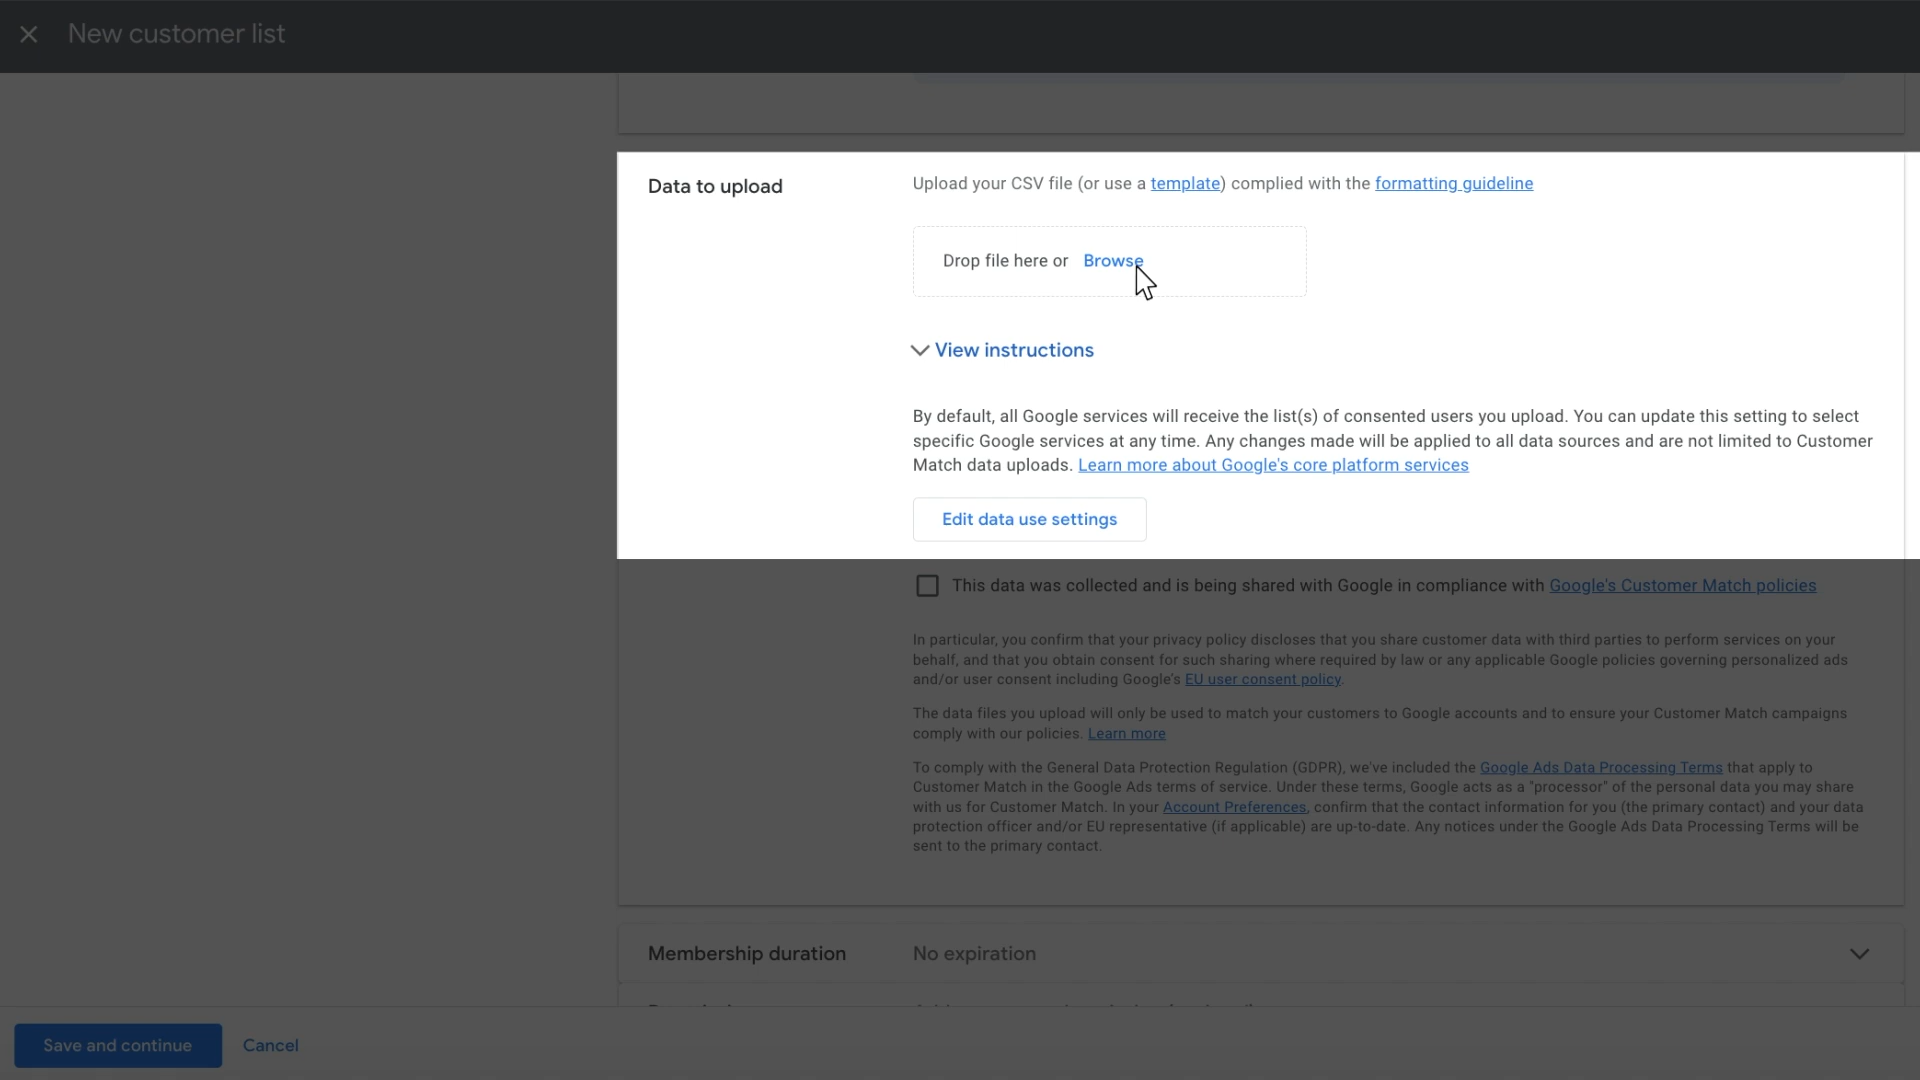 New customer list
Data to upload
Upload your CSV file (or use a template) complied with the formatting guideline
Drop file here or Browse
View instructions
By default, all Google services will receive the list(s) of consented users you upload. You can update this setting to select
specific Google services at any time. Any changes made will be applied to all data sources and are not limited to Customer
Match data uploads. Learn more about Google's core platform services
Edit data use settings
This data was collected and is being shared with Google in compliance with Google's Customer Match policies
In particular, you confirm that your privacy policy discloses that you share customer data with third parties to perform services on your
behalf, and that you obtain consent for such sharing where required by law or any applicable Google policies governing personalized ads
and/or user consent including Google's EU user consent policy.
The data files you upload will only be used to match your customers to Google accounts and to ensure your Customer Match campaigns
comply with our policies. Learn more
To comply with the General Data Protection Regulation (GDPR), we've included the Google Ads Data Processing Terms that apply to
Customer Match in the Google Ads terms of service. Under these terms, Google acts as a "processor" of the personal data you may share
with us for Customer Match. In your Account Preferences, confirm that the contact information for you (the primary contact) and your data
protection officer and/or EU representative (if applicable) are up-to-date. Any notices under the Google Ads Data Processing Terms will be
sent to the primary contact.
Membership duration No expiration
Save and continue Cancel